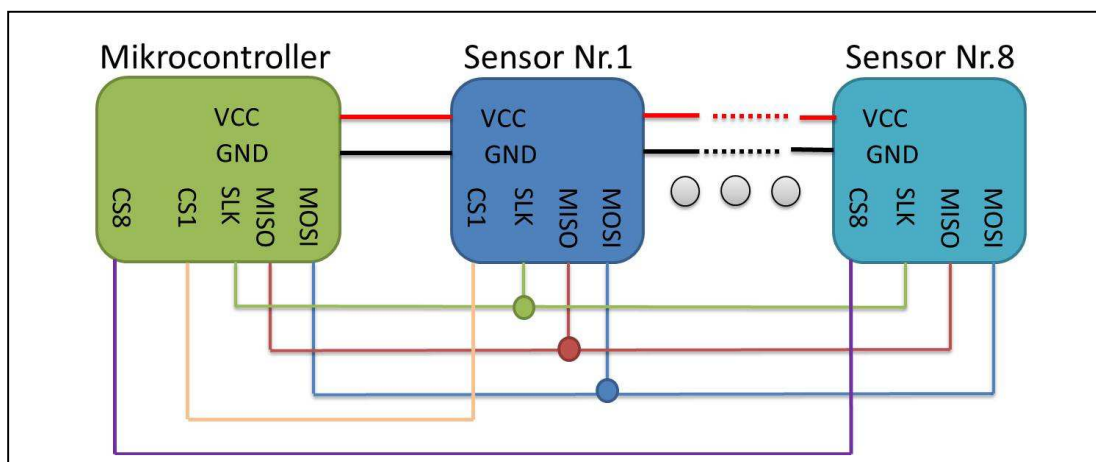 Mikrocontroller
VCC
GND
CS8
CS1
SLK
MISO
MOSI
Sensor Nr.1
VCC
GND
CS1
SLK
MISO
MOSI
Sensor Nr.8
VCC
GND
CS8
SLK
MISO
MOSI